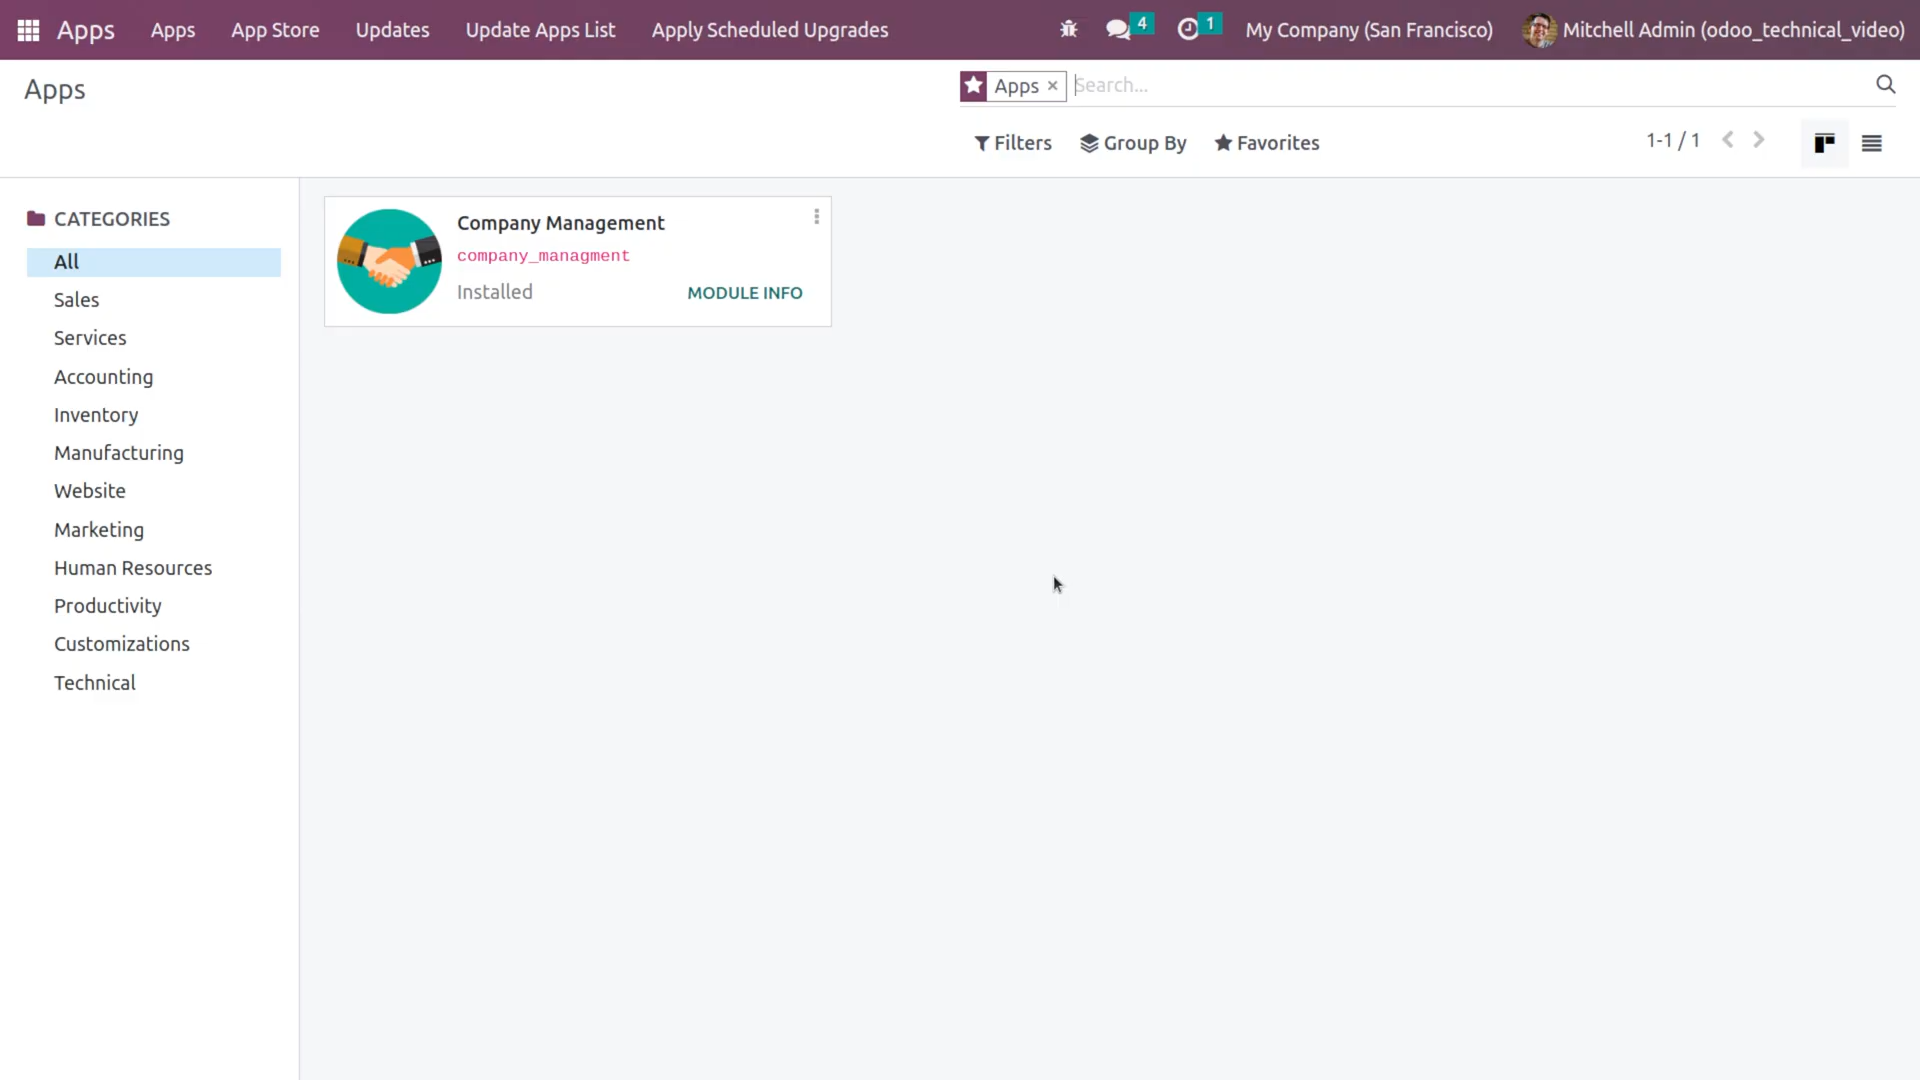 Apps Apps App Store Updates Update Apps List Apply Scheduled Upgrades 4 1 My Company (San Francisco) Mitchell Admin (odoo_technical_video)
Apps
Apps × Search...
Filters Group By Favorites 1-1 / 1
CATEGORIES
All
Sales
Services
Accounting
Inventory
Manufacturing
Website
Marketing
Human Resources
Productivity
Customizations
Technical
Company Management
company_managment
Installed MODULE INFO